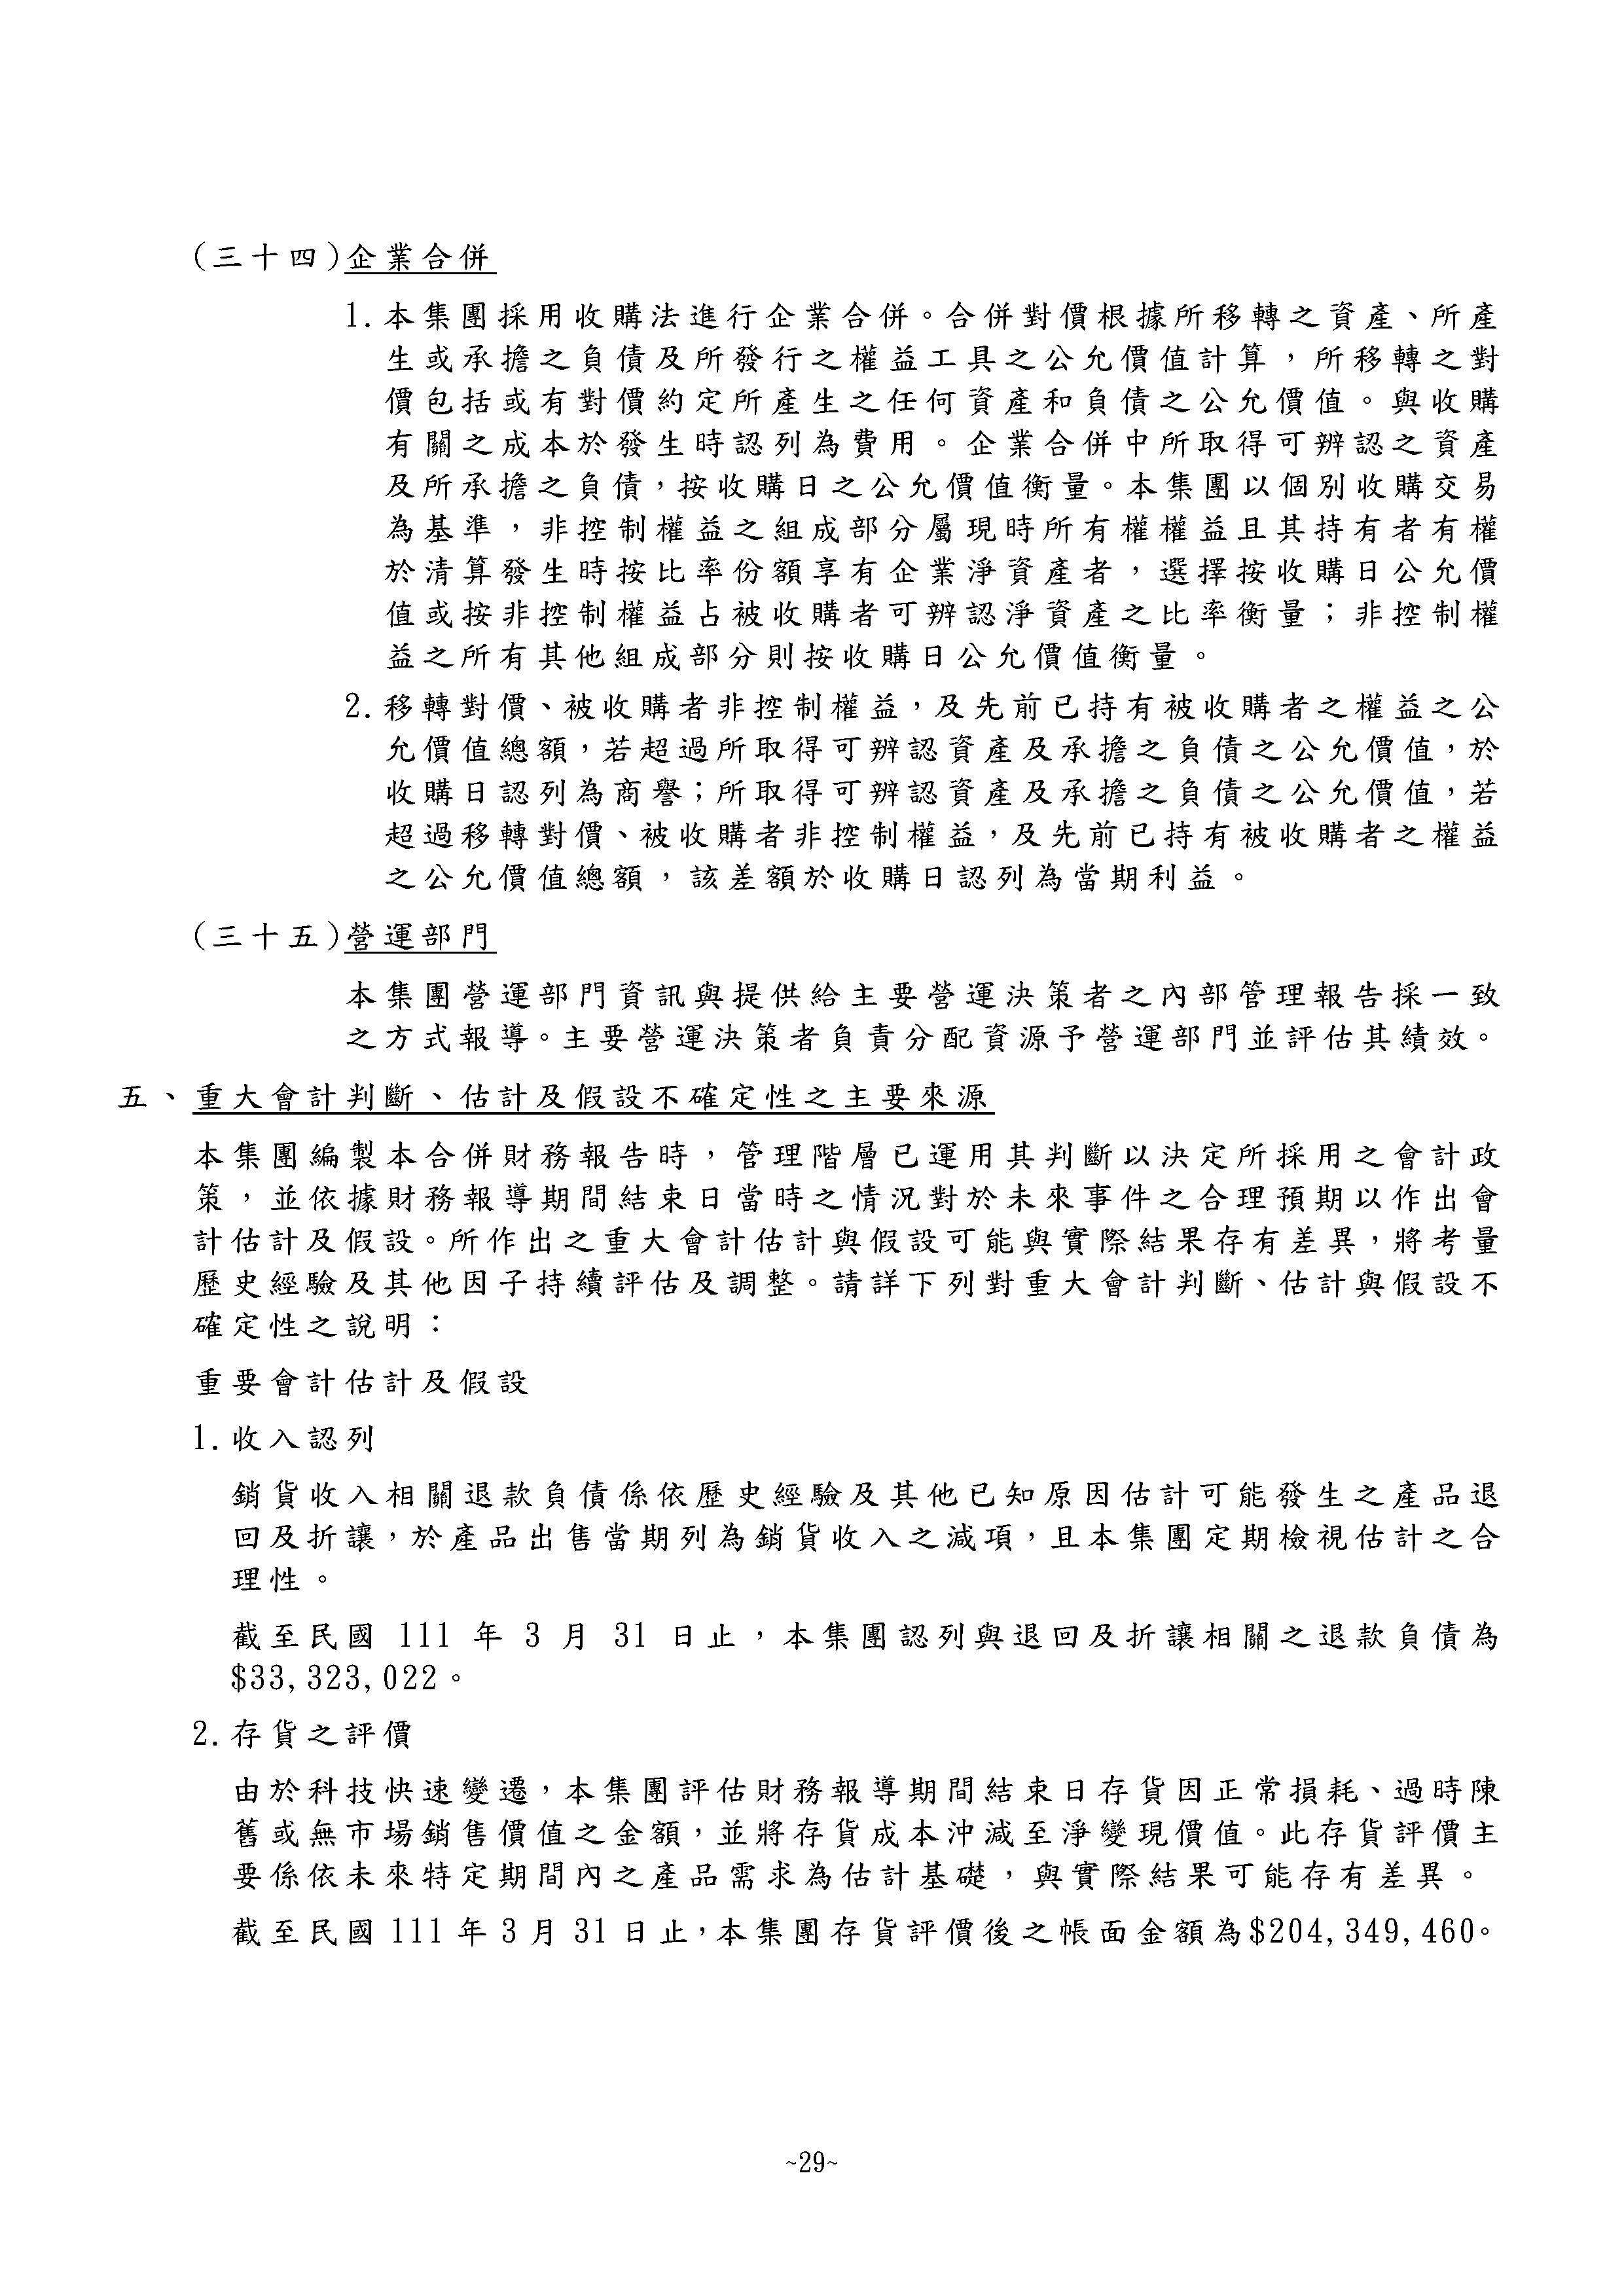 (三十四)企業合併
1.本集團採用收購法進行企業合併。合併對價根據所移轉之資產、所產
生或承擔之負債及所發行之權益工具之公允價值計算，所移轉之對
價包括或有對價約定所產生之任何資產和負債之公允價值。與收購
有關之成本於發生時認列為費用。企業合併中所取得可辨認之資產
及所承擔之負債，按收購日之公允價值衡量。本集團以個別收購交易
為基準，非控制權益之組成部分屬現時所有權權益且其持有者有權
於清算發生時按比率份額享有企業淨資產者，選擇按收購日公允價
值或按非控制權益占被收購者可辨認淨資產之比率衡量；非控制權
益之所有其他組成部分則按收購日公允價值衡量。
2.移轉對價、被收購者非控制權益，及先前已持有被收購者之權益之公
允價值總額，若超過所取得可辨認資產及承擔之負債之公允價值，於
收購日認列為商譽；所取得可辨認資產及承擔之負債之公允價值，若
超過移轉對價、被收購者非控制權益，及先前已持有被收購者之權益
之公允價值總額，該差額於收購日認列為當期利益。
(三十五)營運部門
本集團營運部門資訊與提供給主要營運決策者之內部管理報告採一致
之方式報導。主要營運決策者負責分配資源予營運部門並評估其績效。
五、重大會計判斷、估計及假設不確定性之主要來源
本集團編製本合併財務報告時，管理階層已運用其判斷以決定所採用之會計政
策，並依據財務報導期間結束日當時之情況對於未來事件之合理預期以作出會
計估計及假設。所作出之重大會計估計與假設可能與實際結果存有差異，將考量
歷史經驗及其他因子持續評估及調整。請詳下列對重大會計判斷、估計與假設不
確定性之說明：
重要會計估計及假設
1.收入認列
銷貨收入相關退款負債係依歷史經驗及其他已知原因估計可能發生之產品退
回及折讓，於產品出售當期列為銷貨收入之減項，且本集團定期檢視估計之合
理性。
截至民國 111 年 3 月 31 日止，本集團認列與退回及折讓相關之退款負債為
$33,323,022。
2.存貨之評價
由於科技快速變遷，本集團評估財務報導期間結束日存貨因正常損耗、過時陳
舊或無市場銷售價值之金額，並將存貨成本沖減至淨變現價值。此存貨評價主
要係依未來特定期間內之產品需求為估計基礎，與實際結果可能存有差異。
截至民國 111 年 3 月 31 日止，本集團存貨評價後之帳面金額為$204,349,460。
~29~